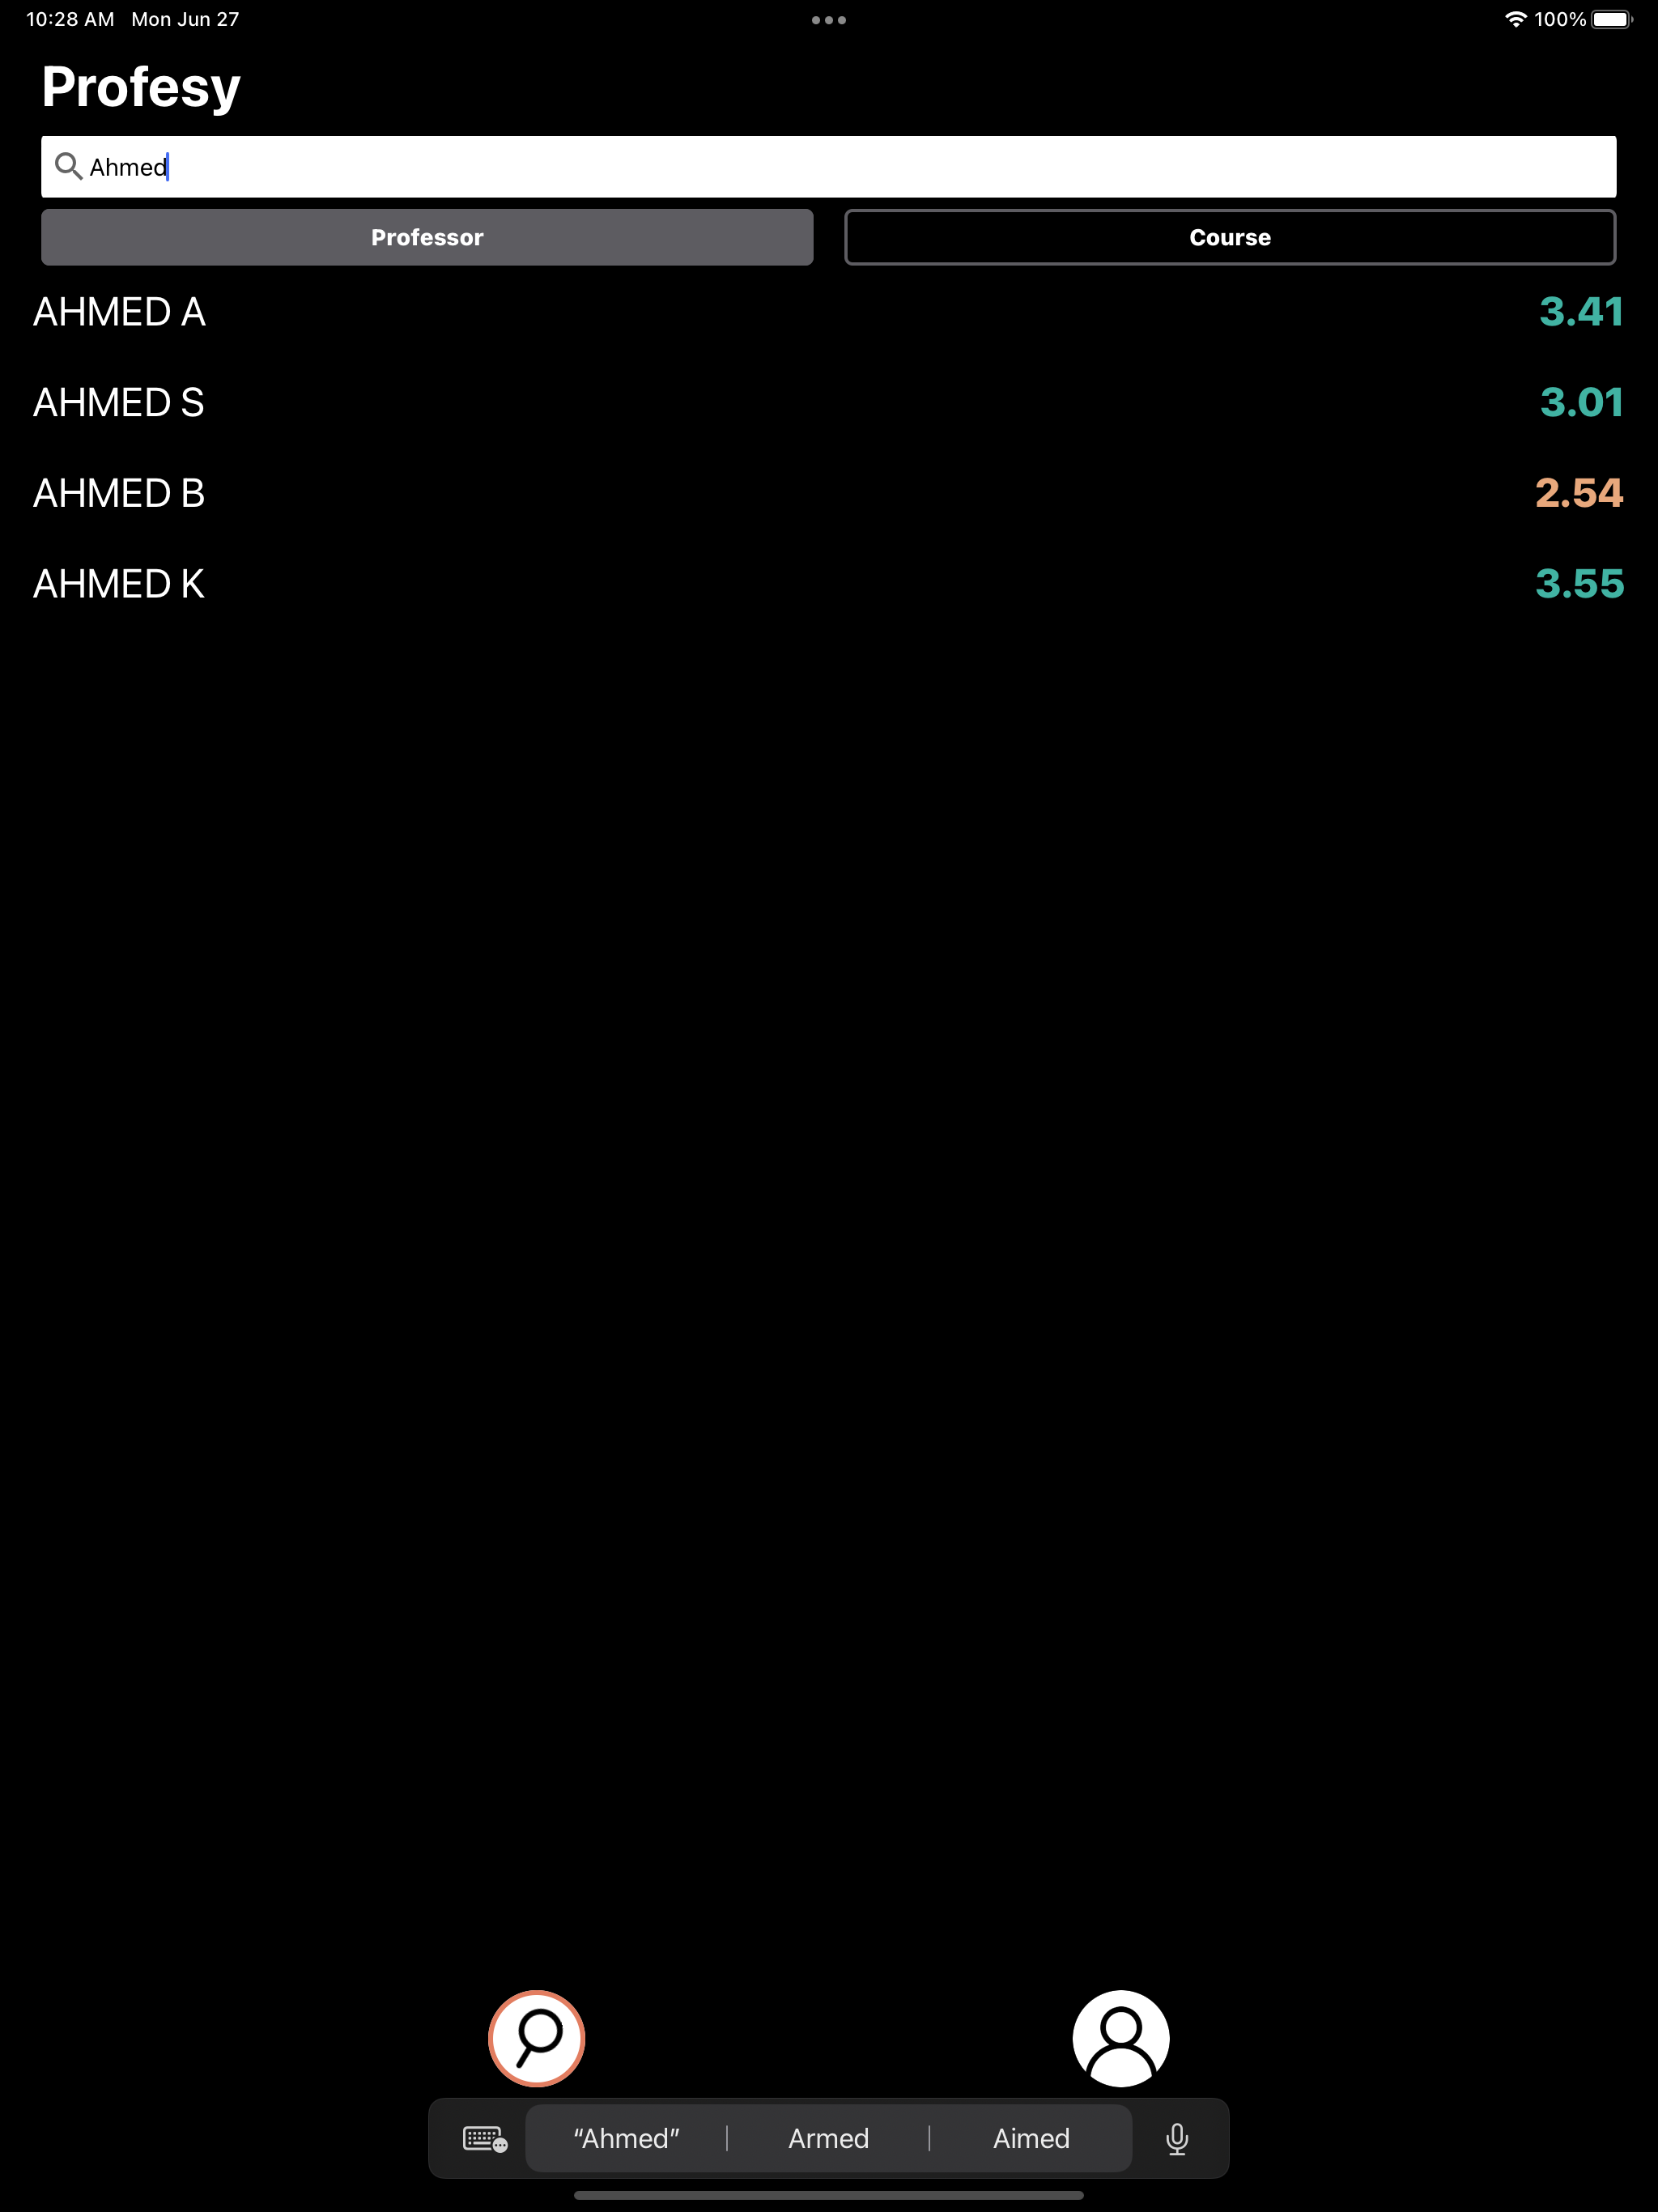 10:28 AM Mon Jun 27 100%
Profesy
Ahmed
Professor Course
AHMED A 3.41
AHMED S 3.01
AHMED B 2.54
AHMED K 3.55
“Ahmed” Armed Aimed